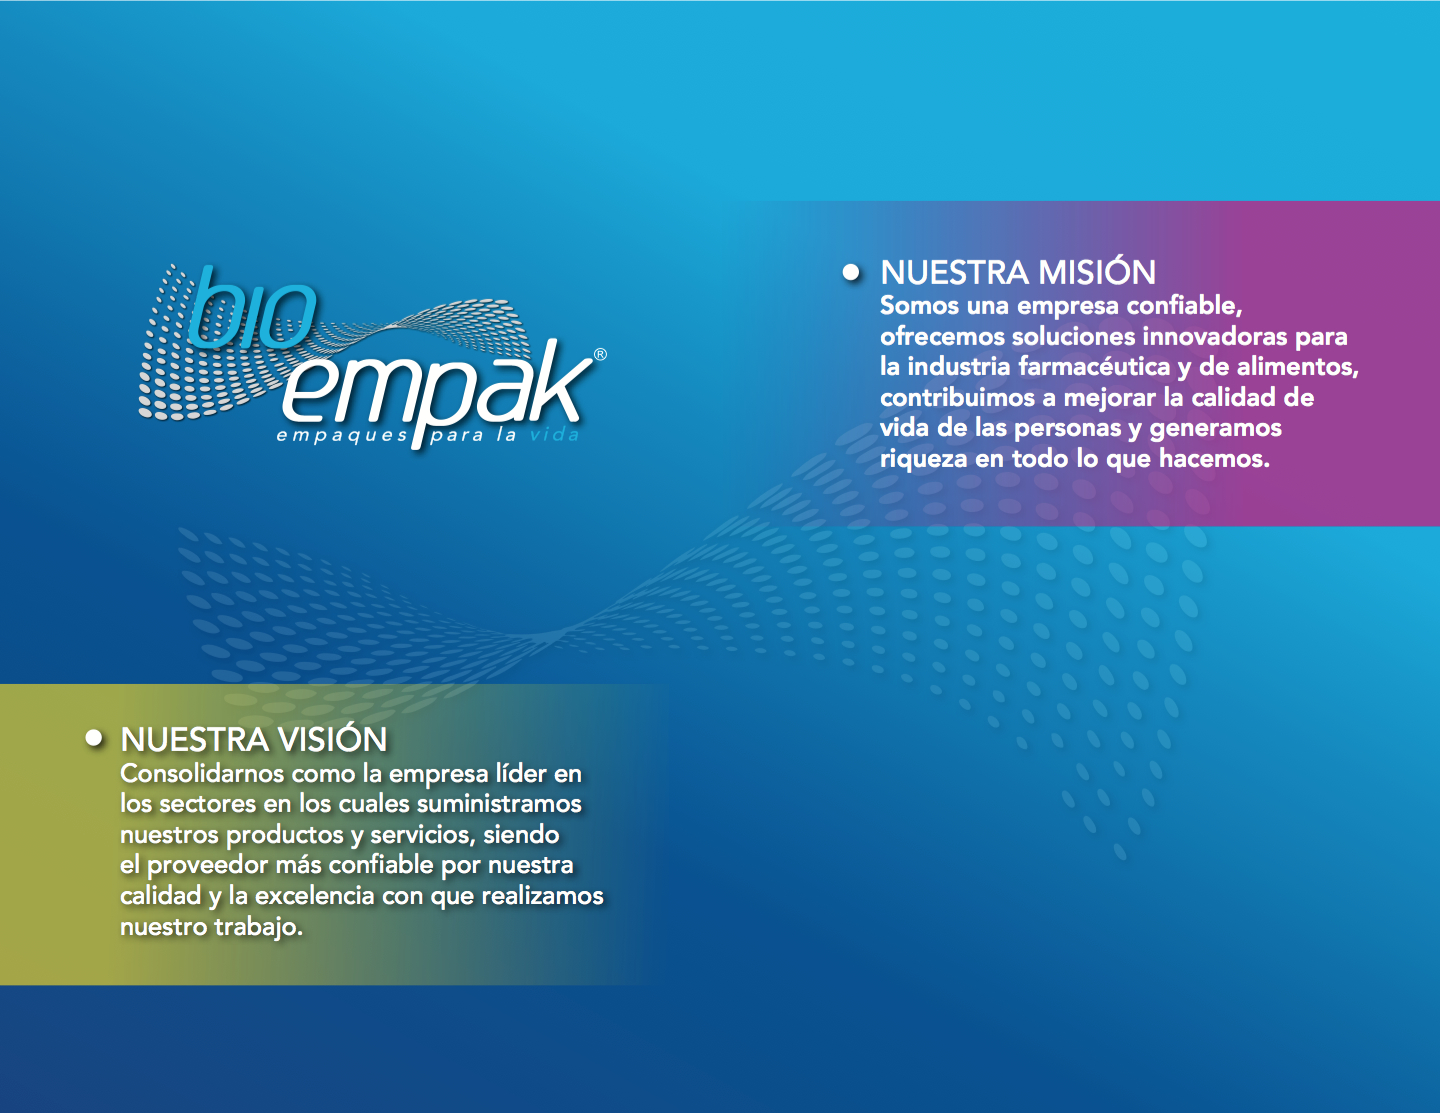 bio
empak®
empaques para la vida
NUESTRA MISIÓN
Somos una empresa confiable,
ofrecemos soluciones innovadoras para
la industria farmacéutica y de alimentos,
contribuimos a mejorar la calidad de
vida de las personas y generamos
riqueza en todo lo que hacemos.
NUESTRA VISIÓN
Consolidarnos como la empresa líder en
los sectores en los cuales suministramos
nuestros productos y servicios, siendo
el proveedor más confiable por nuestra
calidad y la excelencia con que realizamos
nuestro trabajo.